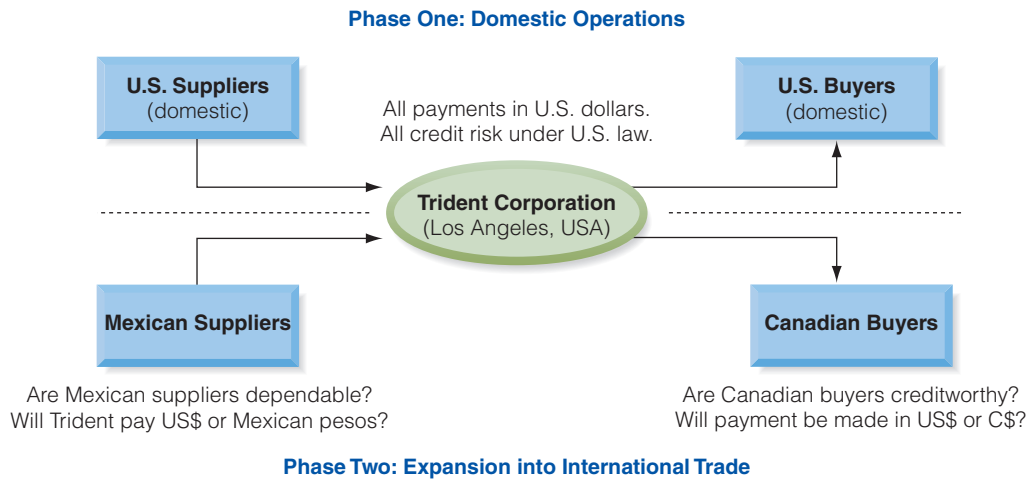 Phase One: Domestic Operations
U.S. Suppliers
(domestic)
All payments in U.S. dollars.
All credit risk under U.S. law.
U.S. Buyers
(domestic)
Trident Corporation
(Los Angeles, USA)
Mexican Suppliers
Canadian Buyers
Are Mexican suppliers dependable?
Will Trident pay US$ or Mexican pesos?
Are Canadian buyers creditworthy?
Will payment be made in US$ or C$?
Phase Two: Expansion into International Trade